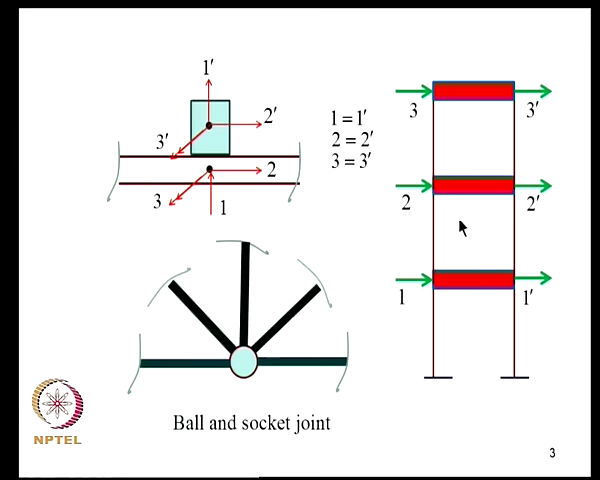 1′
2′
3′
2
3
1
1 = 1′
2 = 2′
3 = 3′
3 3′
2 2′
1 1′
Ball and socket joint
NPTEL
3